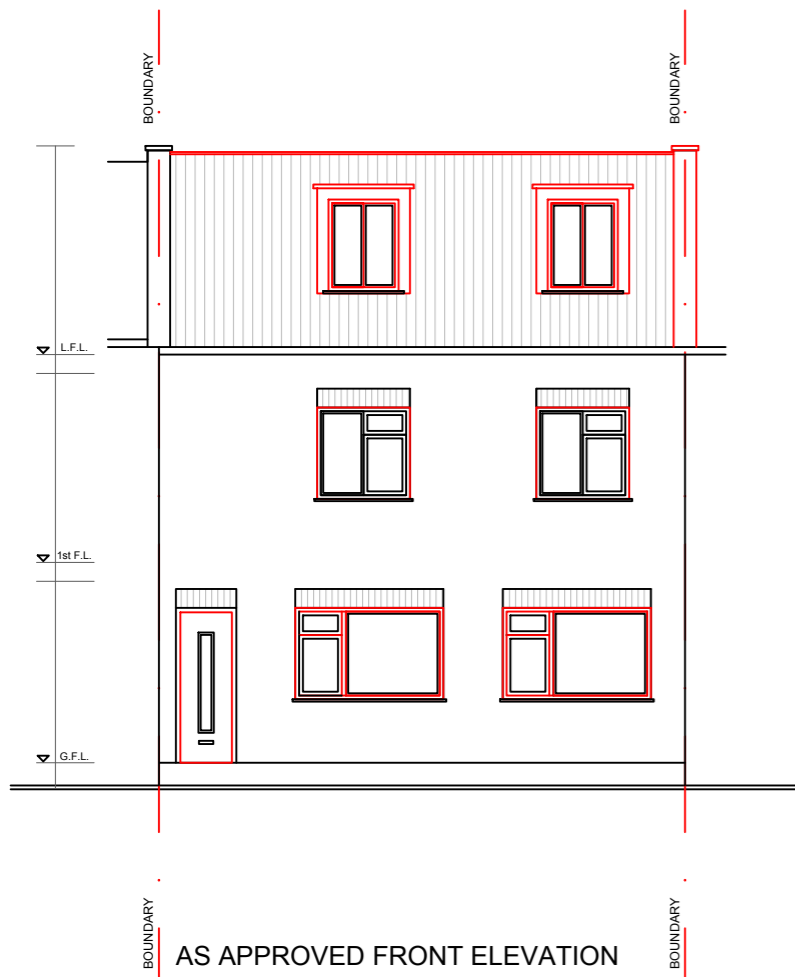 BOUNDARY
BOUNDARY
L.F.L.
1st F.L.
G.F.L.
BOUNDARY
BOUNDARY
AS APPROVED FRONT ELEVATION